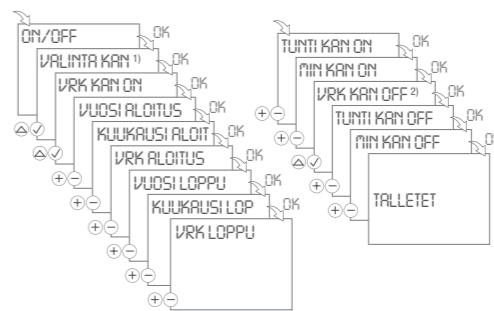 ON/OFF OK
VALINTA KAN 1) OK
VRK KAN ON OK
VUOSI ALOITUS OK
KUUKAUSI ALOIT OK
VRK ALOITUS OK
VUOSI LOPPU OK
KUUKAUSI LOP OK
VRK LOPPU
TUNTI KAN ON OK
MIN KAN ON OK
VRK KAN OFF 2) OK
TUNTI KAN OFF OK
MIN KAN OFF
TALLETET